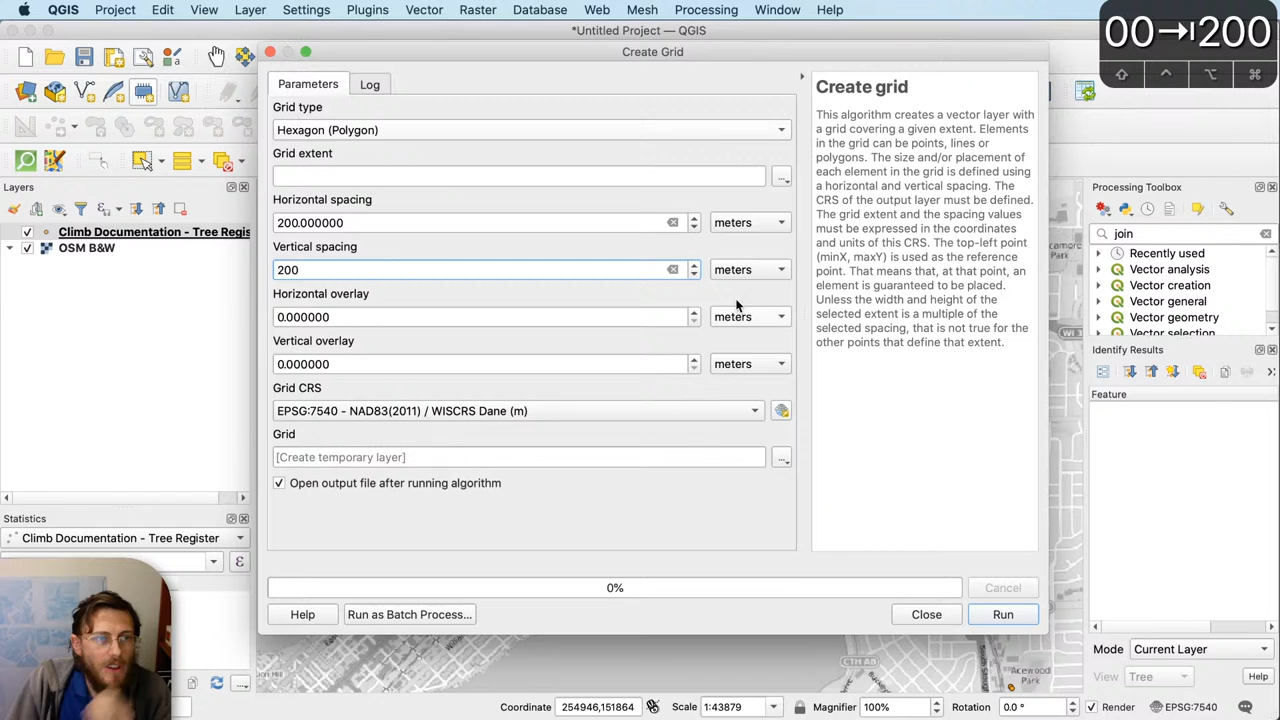 QGIS Project Edit View Layer Settings Plugins Vector Raster Database Web Mesh Processing Window Help
*Untitled Project — QGIS
00→200
Create Grid
Parameters Log
Grid type
Hexagon (Polygon)
Grid extent
Horizontal spacing
200.000000 meters
Vertical spacing
200 meters
Horizontal overlay
0.000000 meters
Vertical overlay
0.000000 meters
Grid CRS
EPSG:7540 - NAD83(2011) / WISCRS Dane (m)
Grid
[Create temporary layer]
Open output file after running algorithm
0%
Cancel
Help Run as Batch Process... Close Run
Create grid
This algorithm creates a vector layer with
a grid covering a given extent. Elements
in the grid can be points, lines or
polygons. The size and/or placement of
each element in the grid is defined using
a horizontal and vertical spacing. The
CRS of the output layer must be defined.
The grid extent and the spacing values
must be expressed in the coordinates
and units of this CRS. The top-left point
(minX, maxY) is used as the reference
point. That means that, at that point, an
element is guaranteed to be placed.
Unless the width and height of the
selected extent is a multiple of the
selected spacing, that is not true for the
other points that define that extent.
Layers
Climb Documentation - Tree Regis
OSM B&W
Statistics
Climb Documentation - Tree Register
Processing Toolbox
join
Recently used
Vector analysis
Vector creation
Vector general
Vector geometry
Vector selection
Identify Results
Feature
Mode Current Layer
View Tree Help
CTH AB
Acewood
Park
Coordinate 254946,151864 Scale 1:43879 Magnifier 100% Rotation 0.0 ° Render EPSG:7540